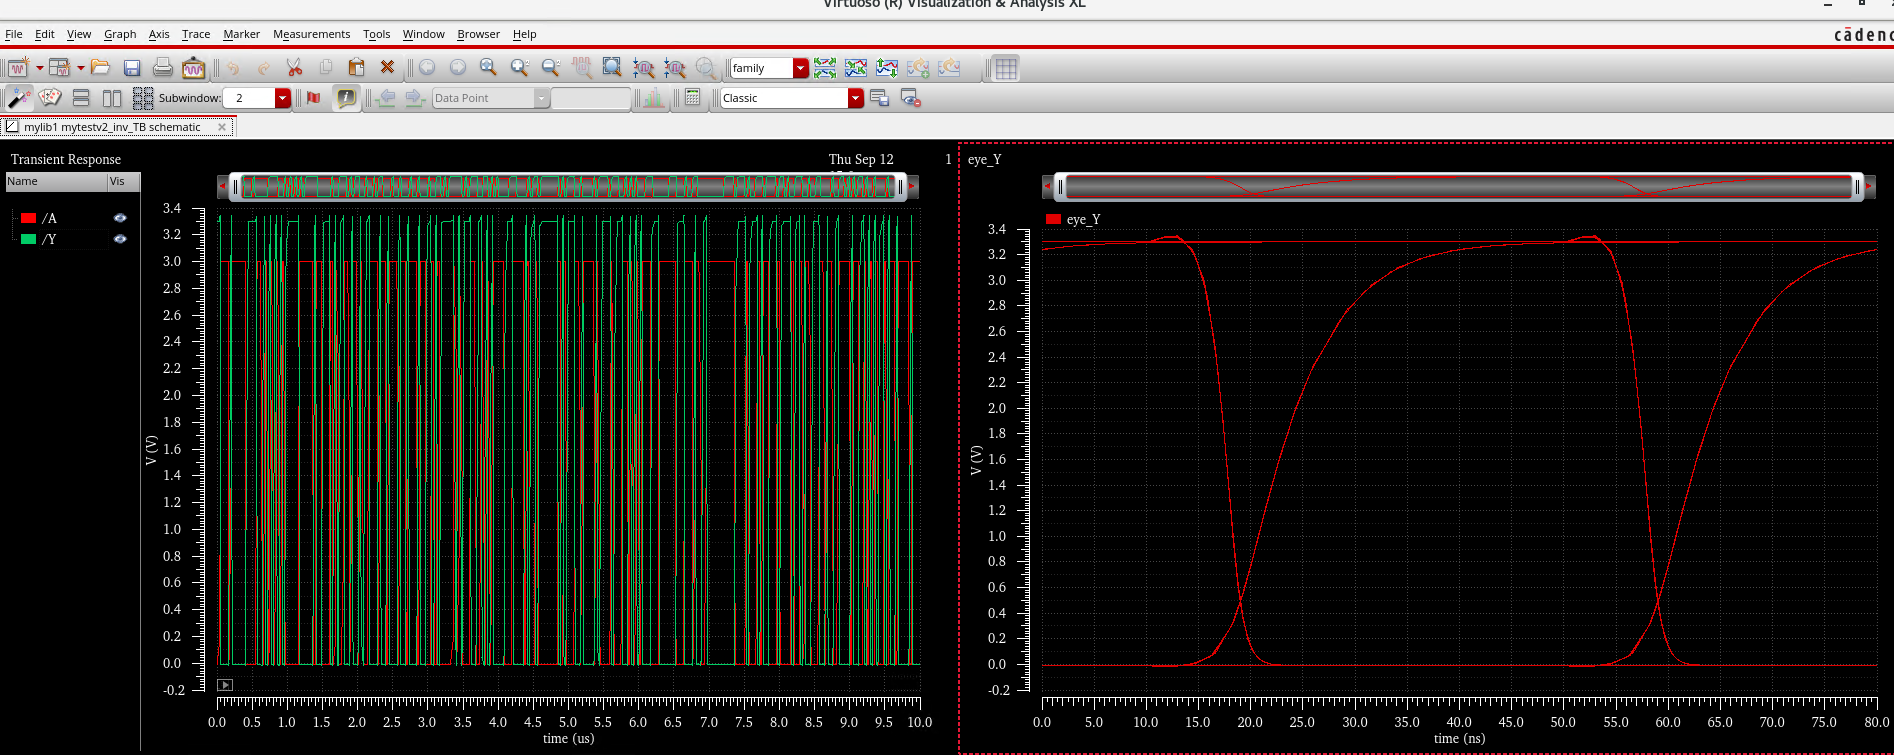 Virtuoso (R) Visualization & Analysis XL
File Edit View Graph Axis Trace Marker Measurements Tools Window Browser Help
cādenc
family
Subwindow: 2 Data Point Classic
mylib1 mytestv2_inv_TB schematic
Transient Response Thu Sep 12 1
Name Vis
/A
/Y
3.4
3.2
3.0
2.8
2.6
2.4
2.2
2.0
1.8
1.6
1.4
1.2
1.0
0.8
0.6
0.4
0.2
0.0
-0.2
V (V)
0.0 0.5 1.0 1.5 2.0 2.5 3.0 3.5 4.0 4.5 5.0 5.5 6.0 6.5 7.0 7.5 8.0 8.5 9.0 9.5 10.0
time (us)
eye_Y
eye_Y
3.4
3.2
3.0
2.8
2.6
2.4
2.2
2.0
1.8
1.6
1.4
1.2
1.0
0.8
0.6
0.4
0.2
0.0
-0.2
V (V)
0.0 5.0 10.0 15.0 20.0 25.0 30.0 35.0 40.0 45.0 50.0 55.0 60.0 65.0 70.0 75.0 80.0
time (ns)